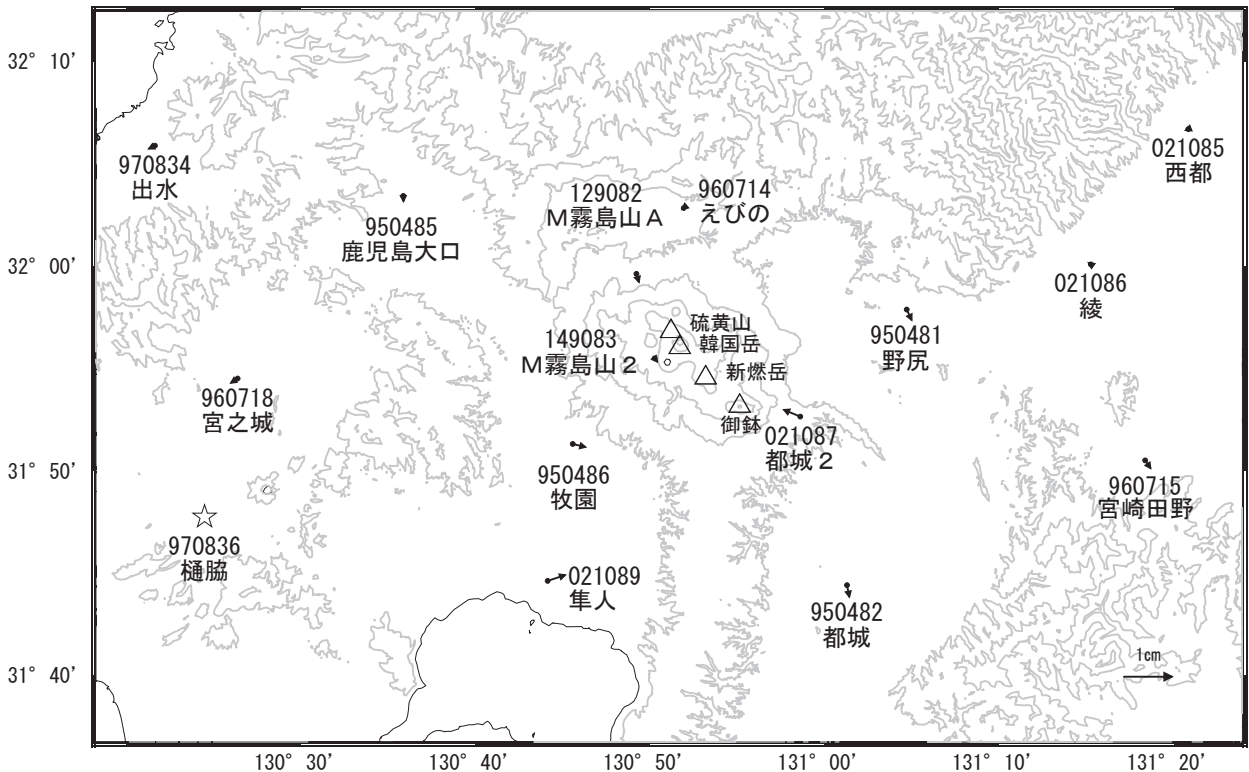 32° 10'
970834
出水
021085
西都
129082
M霧島山A
960714
えびの
950485
鹿児島大口
32° 00'
021086
綾
硫黄山
韓国岳
149083
M霧島山2
950481
野尻
新燃岳
960718
宮之城
御鉢
021087
都城2
31° 50'
950486
牧園
960715
宮崎田野
970836
樋脇
021089
隼人
950482
都城
1cm
31° 40'
130° 30'
130° 40'
130° 50'
131° 00'
131° 10'
131° 20'